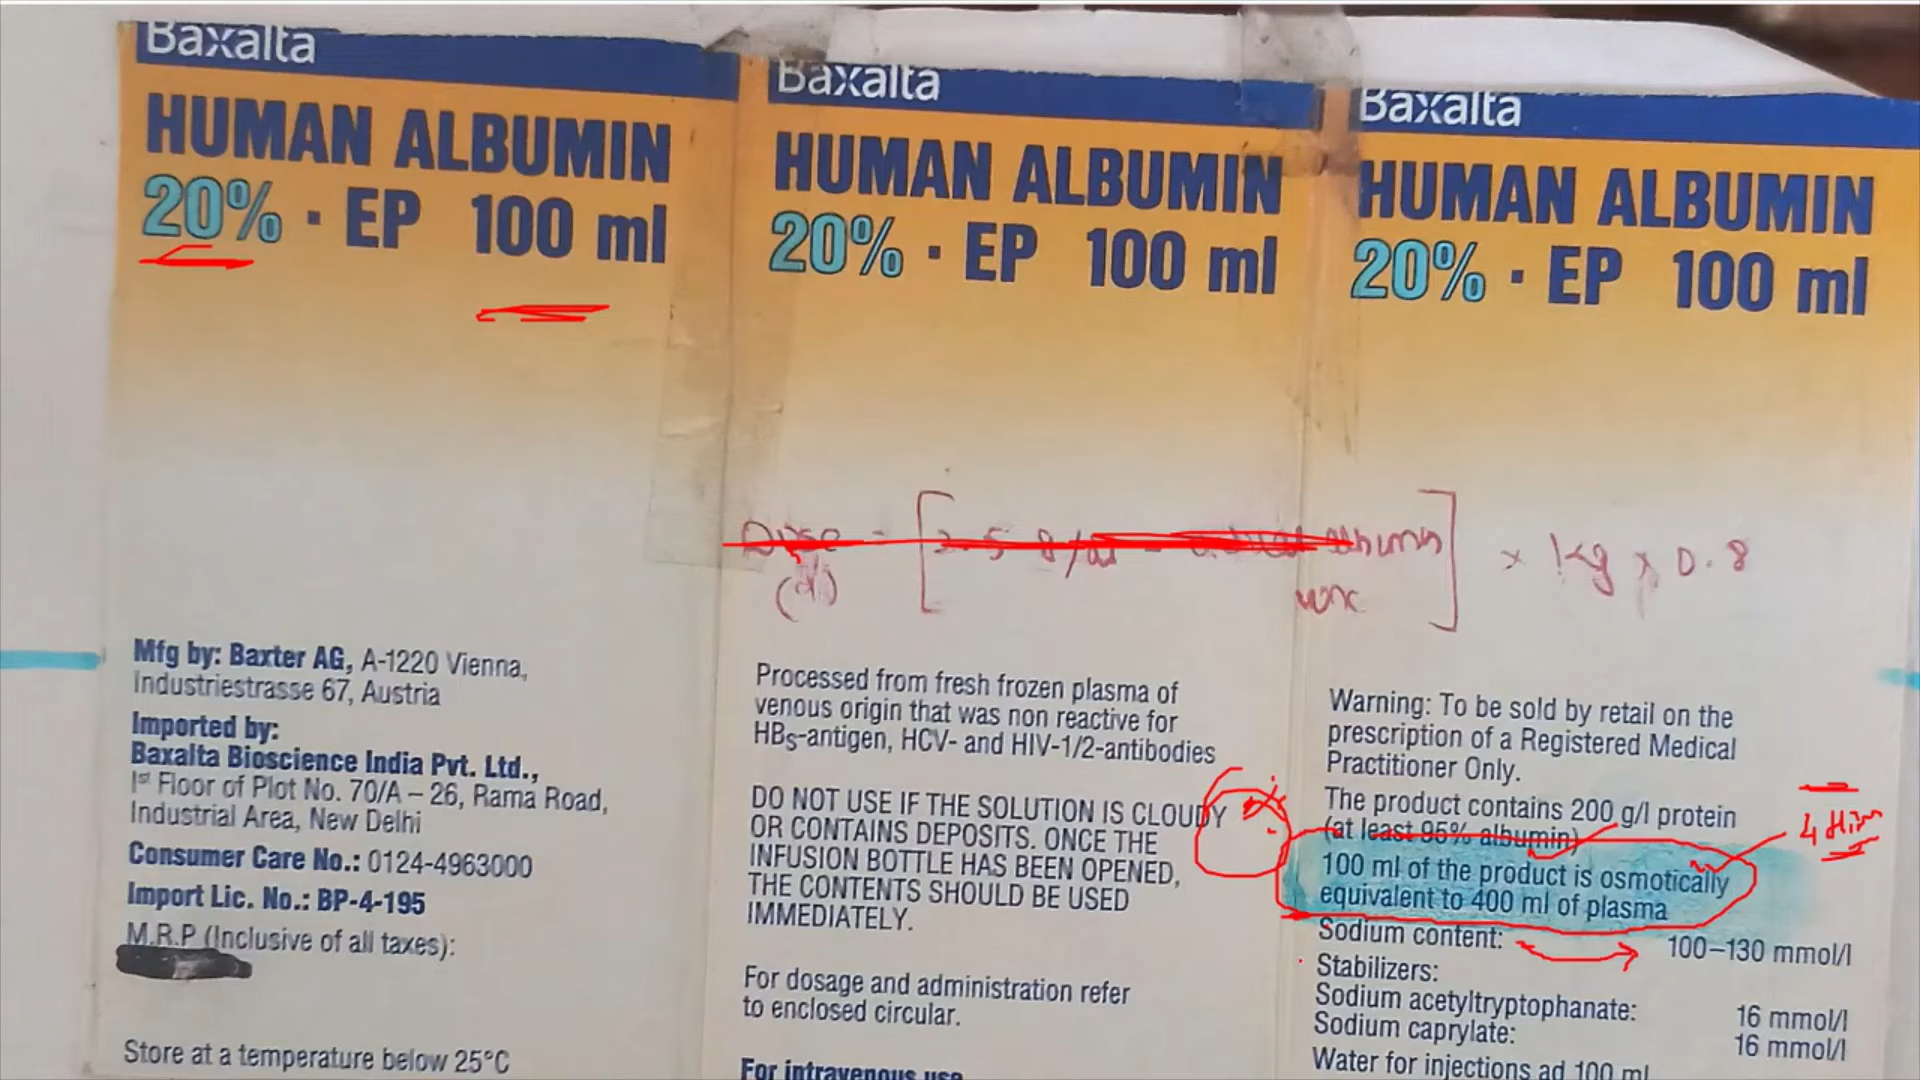 Baxalta
HUMAN ALBUMIN
20% · EP 100 ml
Mfg by: Baxter AG, A-1220 Vienna,
Industriestrasse 67, Austria
Imported by:
Baxalta Bioscience India Pvt. Ltd.,
1st Floor of Plot No. 70/A – 26, Rama Road,
Industrial Area, New Delhi
Consumer Care No.: 0124-4963000
Import Lic. No.: BP-4-195
M.R.P (Inclusive of all taxes):
Store at a temperature below 25°C
Baxalta
HUMAN ALBUMIN
20% · EP 100 ml
Dose = [3.5 g/dl - albumin] × kg × 0.8
Processed from fresh frozen plasma of
venous origin that was non reactive for
HBs-antigen, HCV- and HIV-1/2-antibodies
DO NOT USE IF THE SOLUTION IS CLOUDY
OR CONTAINS DEPOSITS. ONCE THE
INFUSION BOTTLE HAS BEEN OPENED,
THE CONTENTS SHOULD BE USED
IMMEDIATELY.
For dosage and administration refer
to enclosed circular.
For intravenous use
Baxalta
HUMAN ALBUMIN
20% · EP 100 ml
Warning: To be sold by retail on the
prescription of a Registered Medical
Practitioner Only.
The product contains 200 g/l protein
(at least 95% albumin)
100 ml of the product is osmotically
equivalent to 400 ml of plasma
Sodium content: 100–130 mmol/l
Stabilizers:
Sodium acetyltryptophanate: 16 mmol/l
Sodium caprylate: 16 mmol/l
Water for injections ad 100 ml